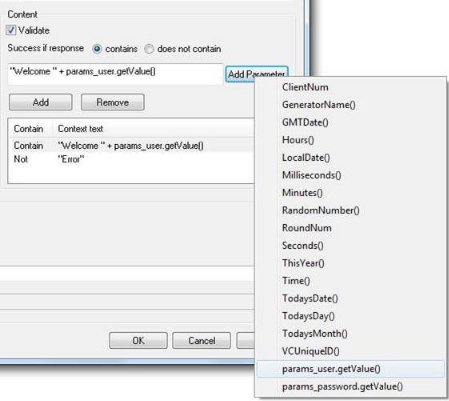 Content
Validate
Success if response contains does not contain
"Welcome " + params_user.getValue() Add Parameter
Add Remove
Contain Context text
Contain "Welcome " + params_user.getValue()
Not "Error"
OK Cancel
ClientNum
GeneratorName()
GMTDate()
Hours()
LocalDate()
Milliseconds()
Minutes()
RandomNumber()
RoundNum
Seconds()
ThisYear()
Time()
TodaysDate()
TodaysDay()
TodaysMonth()
VCUniqueID()
params_user.getValue()
params_password.getValue()